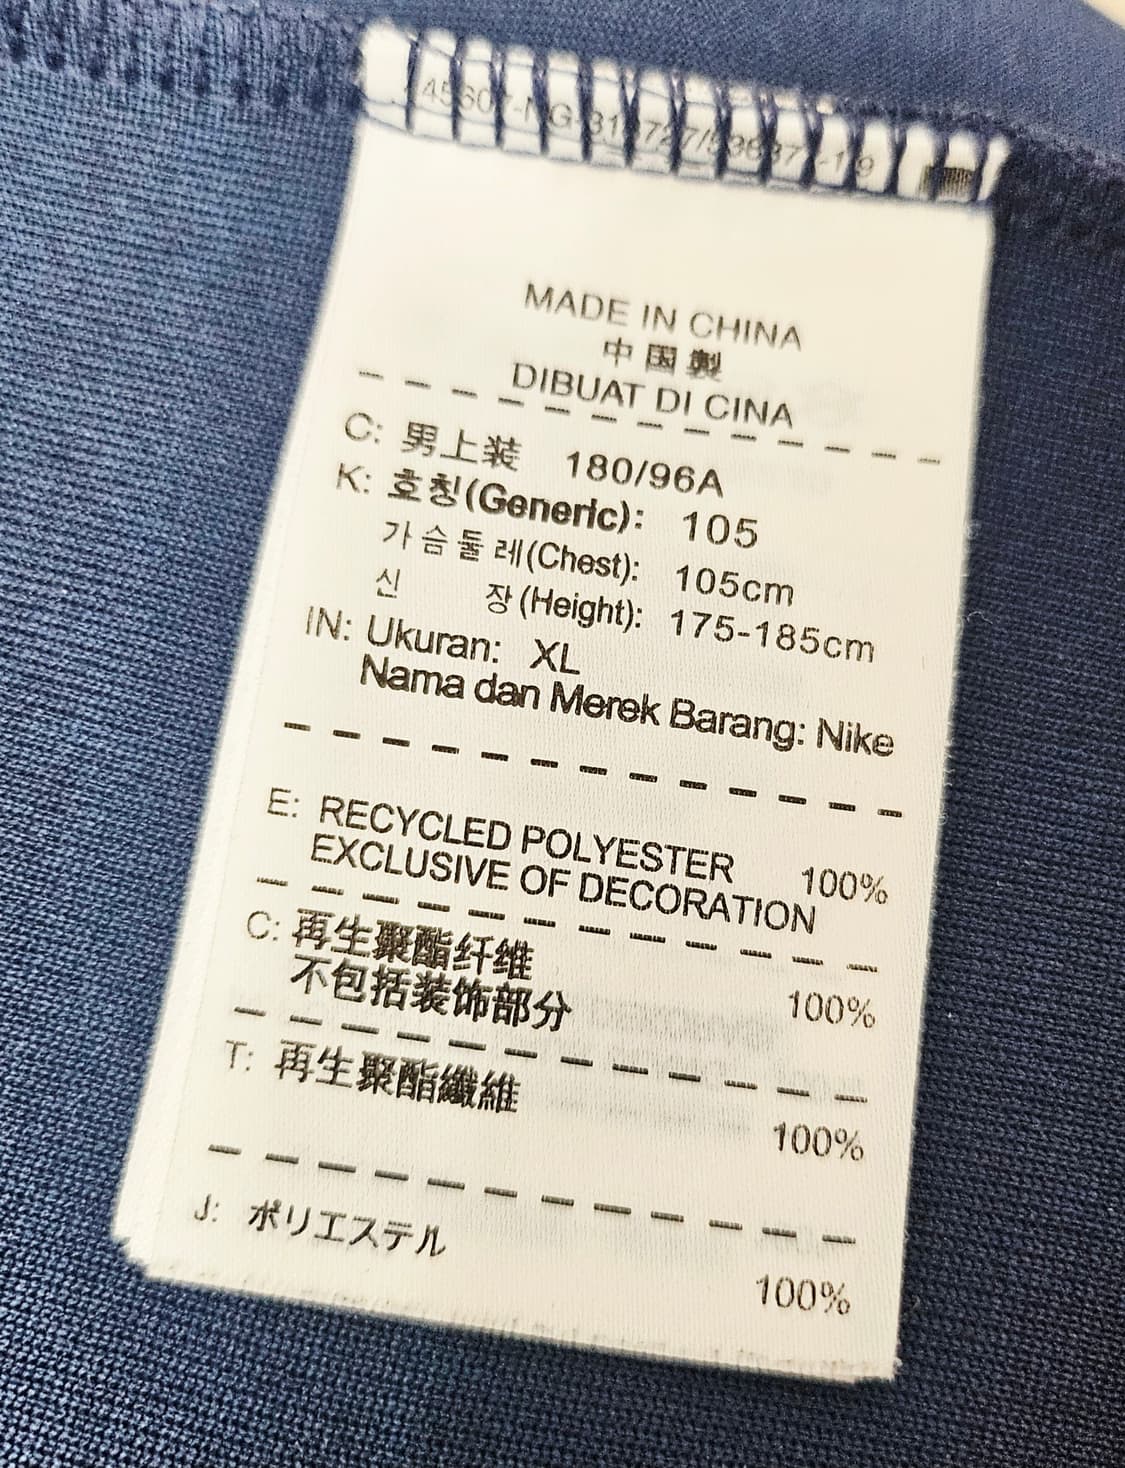 MADE IN CHINA
中国製
DIBUAT DI CINA
C: 男上装 180/96A
K: 호칭(Generic): 105
가슴둘레(Chest): 105cm
신 장(Height): 175-185cm
IN: Ukuran: XL
Nama dan Merek Barang: Nike
E: RECYCLED POLYESTER 100%
EXCLUSIVE OF DECORATION
C: 再生聚酯纤维 100%
不包括装饰部分
T: 再生聚酯纖維 100%
J: ポリエステル 100%